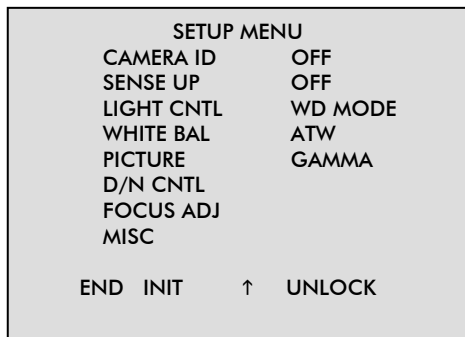 SETUP MENU
CAMERA ID OFF
SENSE UP OFF
LIGHT CNTL WD MODE
WHITE BAL ATW
PICTURE GAMMA
D/N CNTL
FOCUS ADJ
MISC
END INIT ↑ UNLOCK